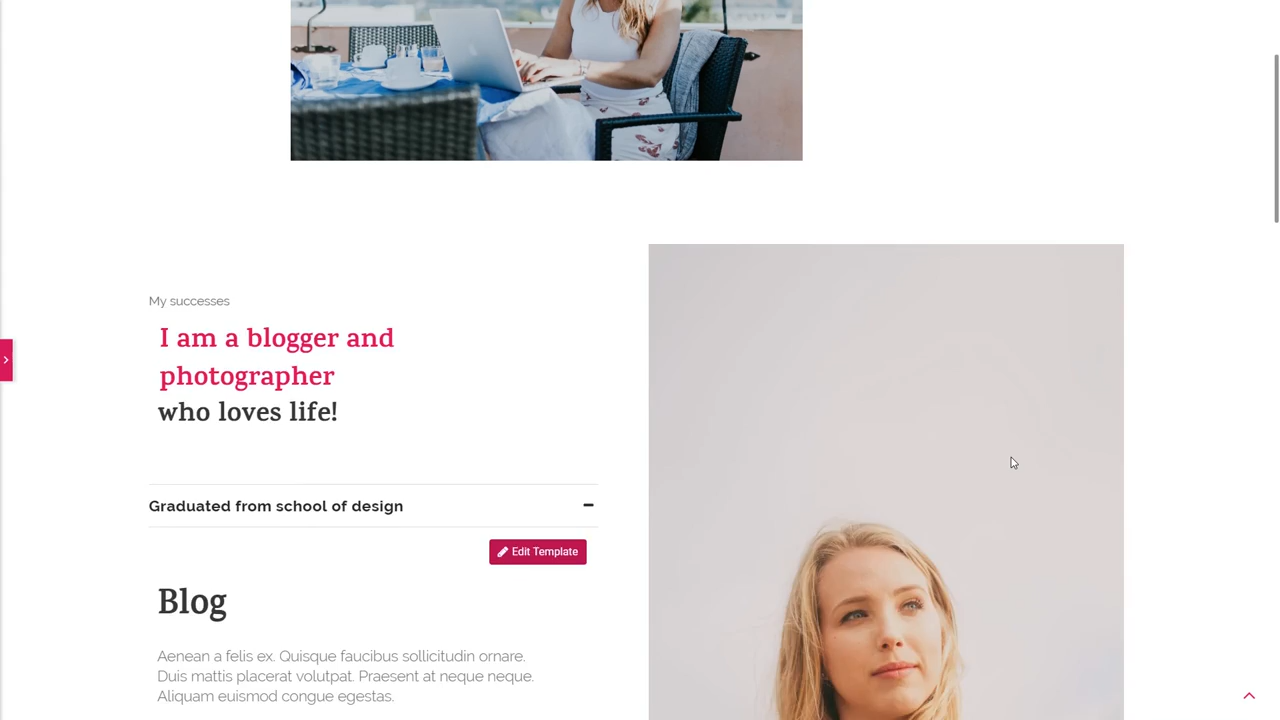 My successes
I am a blogger and
photographer
who loves life!
Graduated from school of design
Edit Template
Blog
Aenean a felis ex. Quisque faucibus sollicitudin ornare.
Duis mattis placerat volutpat. Praesent at neque neque.
Aliquam euismod congue egestas.